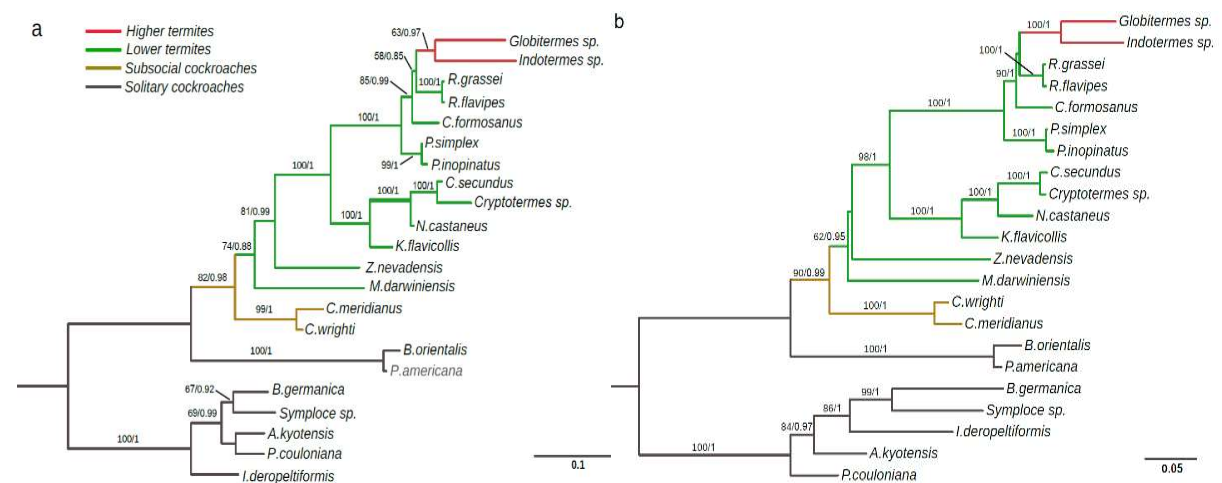 a
Higher termites
Lower termites
Subsocial cockroaches
Solitary cockroaches
63/0.97
Globitermes sp.
Indotermes sp.
58/0.85
85/0.99
100/1
R.grassei
R.flavipes
100/1
C.formosanus
P.simplex
99/1
P.inopinatus
100/1
100/1
100/1
C.secundus
Cryptotermes sp.
100/1
N.castaneus
81/0.99
K.flavicollis
74/0.88
Z.nevadensis
82/0.98
M.darwiniensis
99/1
C.meridianus
C.wrighti
100/1
B.orientalis
P.americana
67/0.92
B.germanica
69/0.99
Symploce sp.
100/1
A.kyotensis
P.couloniana
I.deropeltiformis
0.1
b
100/1
Globitermes sp.
Indotermes sp.
100/1
R.grassei
90/1
R.flavipes
100/1
C.formosanus
100/1
P.simplex
P.inopinatus
98/1
100/1
C.secundus
100/1
Cryptotermes sp.
100/1
N.castaneus
62/0.95
K.flavicollis
90/0.99
Z.nevadensis
M.darwiniensis
100/1
C.wrighti
C.meridianus
100/1
B.orientalis
P.americana
99/1
B.germanica
86/1
Symploce sp.
84/0.97
I.deropeltiformis
100/1
A.kyotensis
P.couloniana
0.05